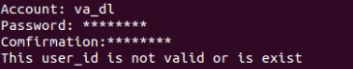 Account: va_dl
Password: ********
Comfirmation:********
This user_id is not valid or is exist